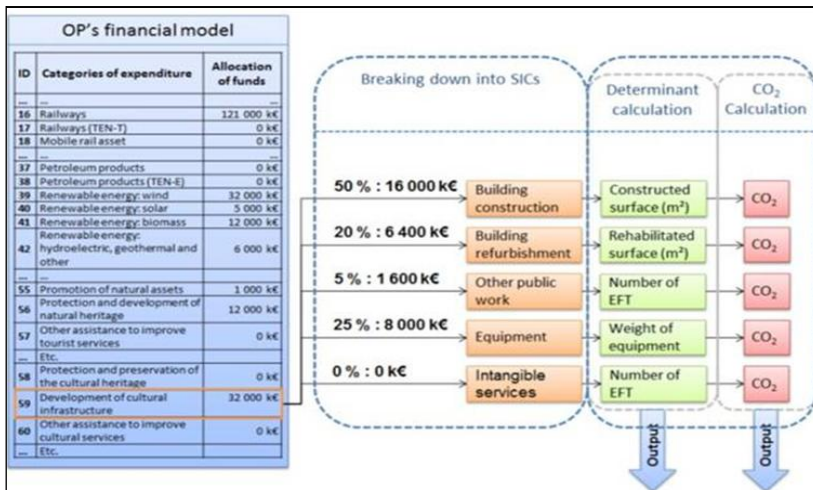 OP's financial model
ID Categories of expenditure Allocation of funds
... ... ...
16 Railways 121 000 k€
17 Railways (TEN-T) 0 k€
18 Mobile rail asset 0 k€
... ... ...
37 Petroleum products 0 k€
38 Petroleum products (TEN-E) 0 k€
39 Renewable energy: wind 32 000 k€
40 Renewable energy: solar 5 000 k€
41 Renewable energy: biomass 12 000 k€
42 Renewable energy: hydroelectric, geothermal and other 6 000 k€
... ...
55 Promotion of natural assets 1 000 k€
56 Protection and development of natural heritage 12 000 k€
57 Other assistance to improve tourist services 0 k€
... Etc.
58 Protection and preservation of the cultural heritage 0 k€
59 Development of cultural infrastructure 32 000 k€
60 Other assistance to improve cultural services 0 k€
... Etc.
Breaking down into SICs
Determinant
calculation
CO₂
Calculation
50 % : 16 000 k€
Building
construction
Constructed
surface (m²)
CO₂
20 % : 6 400 k€
Building
refurbishment
Rehabilitated
surface (m²)
CO₂
5 % : 1 600 k€
Other public
work
Number of
EFT
CO₂
25 % : 8 000 k€
Equipment
Weight of
equipment
CO₂
0 % : 0 k€
Intangible
services
Number of
EFT
CO₂
Output
Output